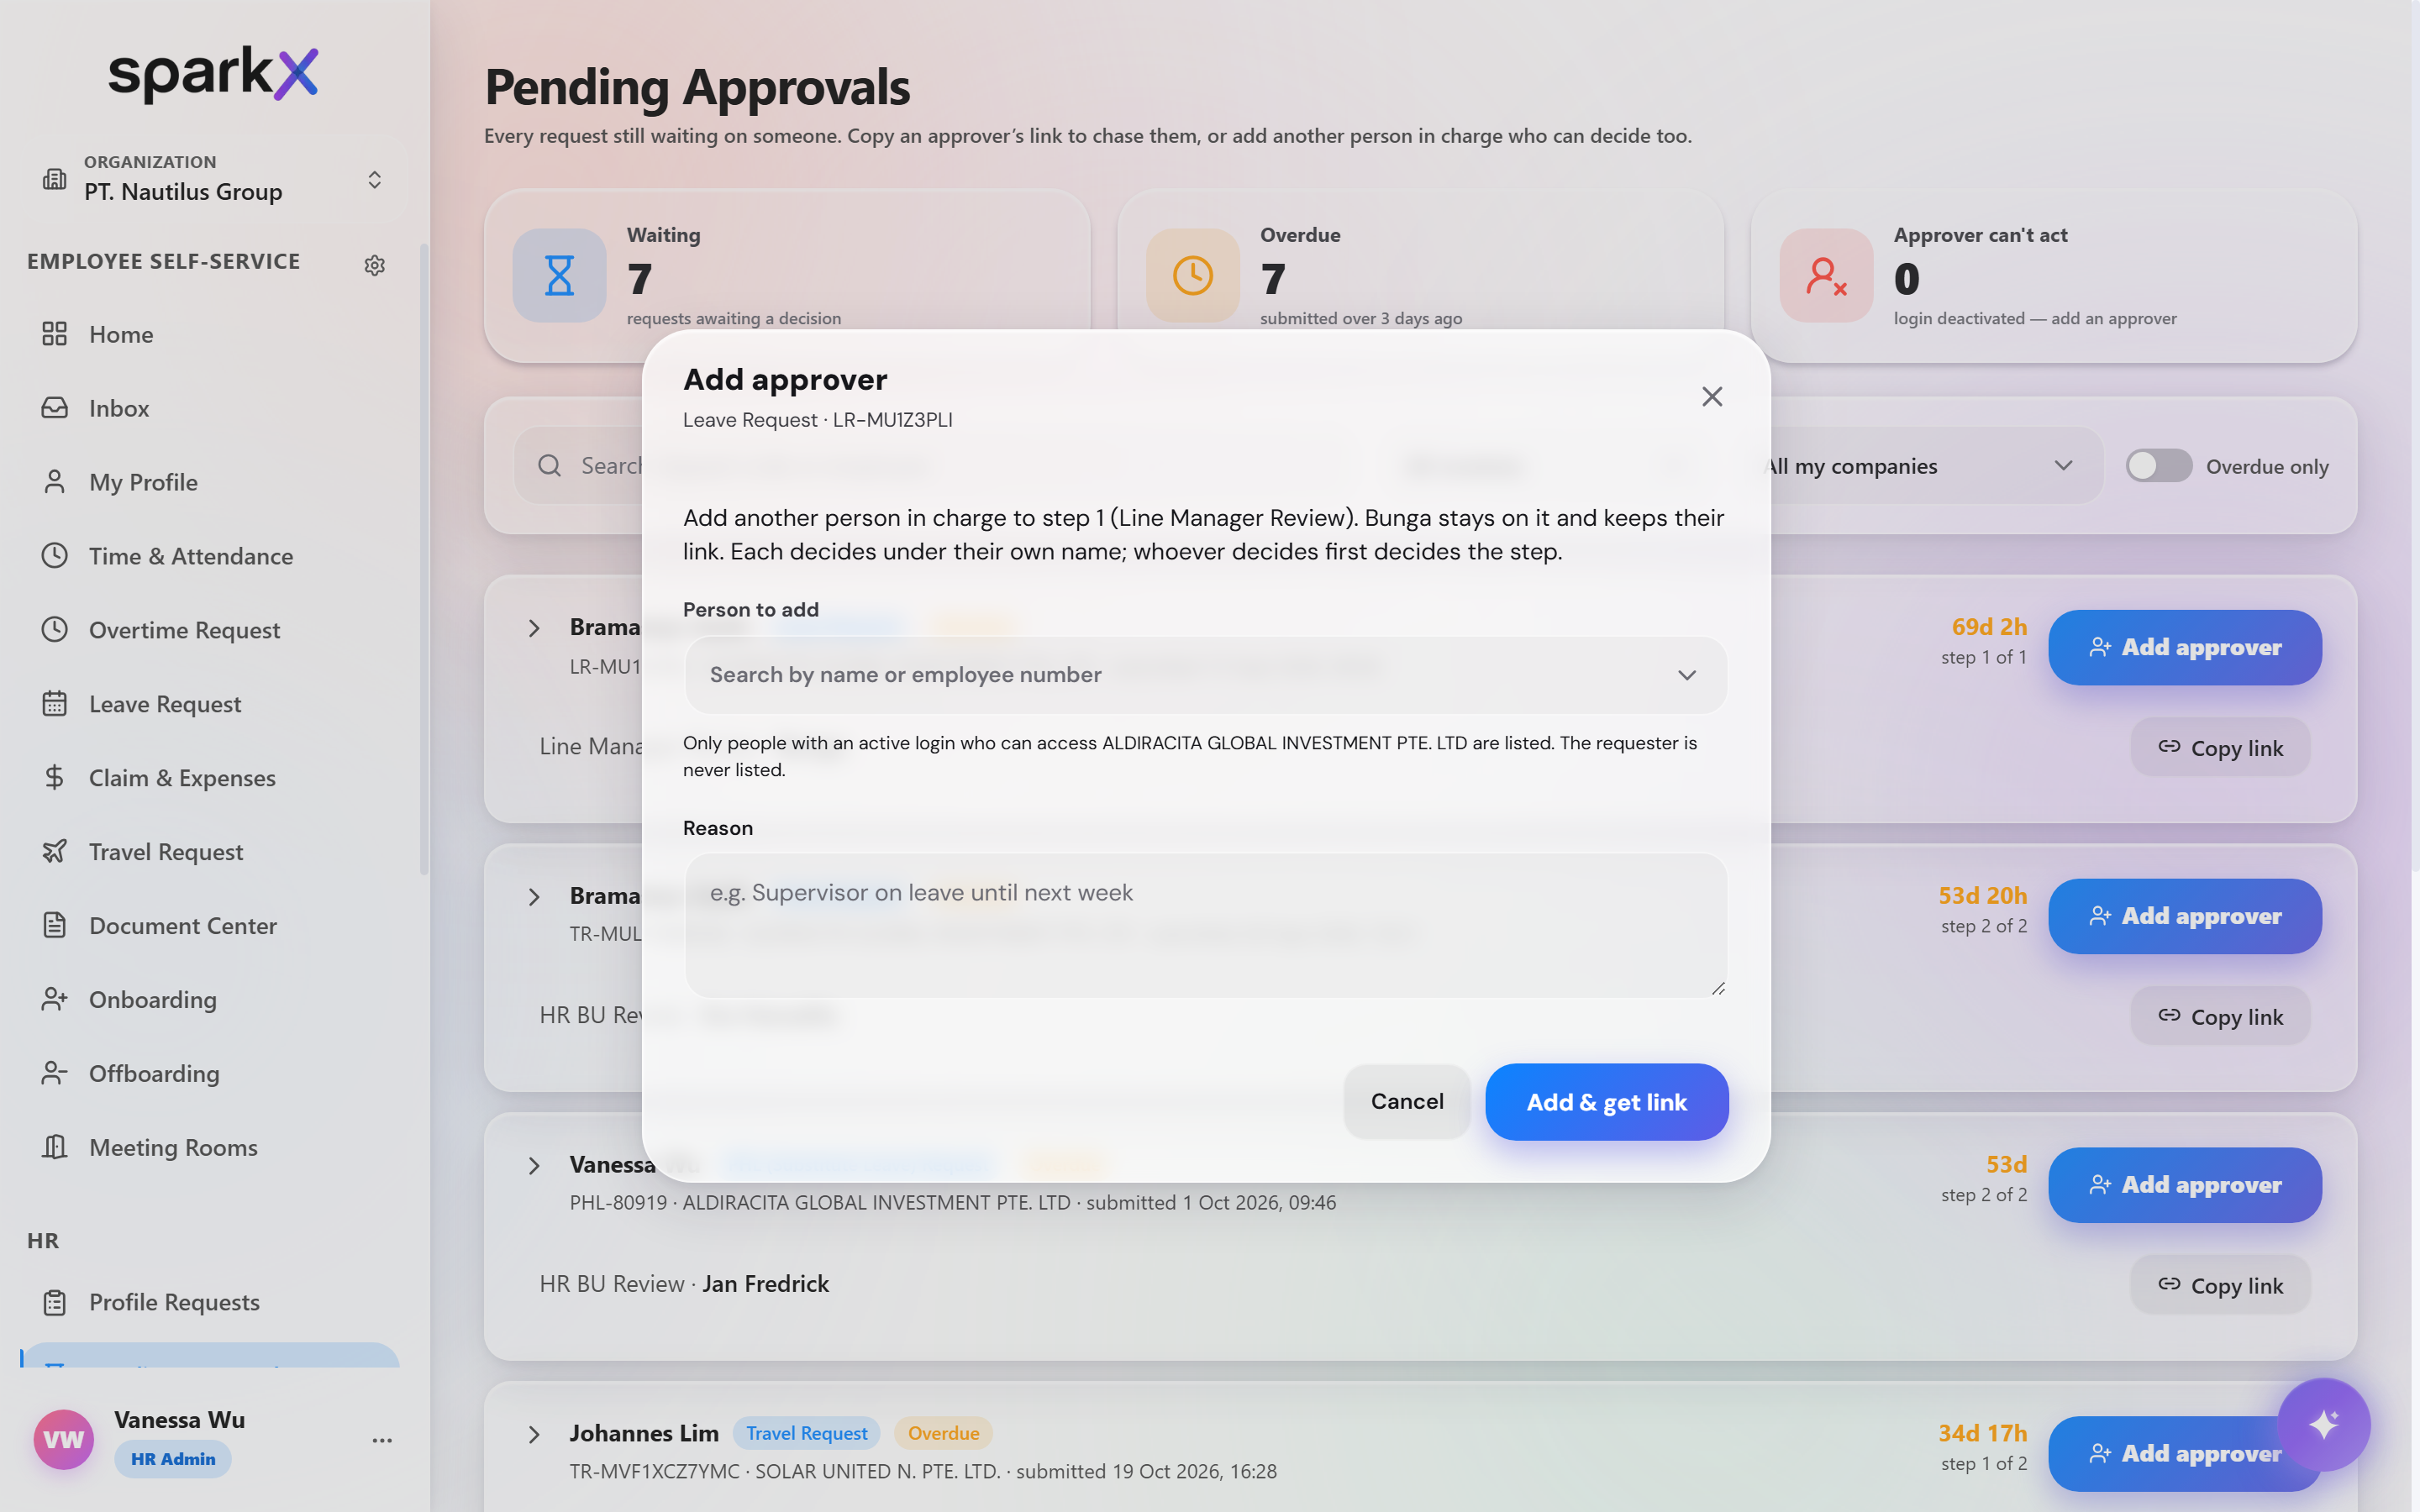 sparkX
ORGANIZATION
PT. Nautilus Group
EMPLOYEE SELF-SERVICE
Home
Inbox
My Profile
Time & Attendance
Overtime Request
Leave Request
Claim & Expenses
Travel Request
Document Center
Onboarding
Offboarding
Meeting Rooms
HR
Profile Requests
VW
Vanessa Wu
HR Admin
Pending Approvals
Every request still waiting on someone. Copy an approver’s link to chase them, or add another person in charge who can decide too.
Waiting
7
requests awaiting a decision
Overdue
7
submitted over 3 days ago
Approver can't act
0
login deactivated — add an approver
Search
All my companies
Overdue only
Add approver
Leave Request · LR-MU1Z3PLI
Add another person in charge to step 1 (Line Manager Review). Bunga stays on it and keeps their
link. Each decides under their own name; whoever decides first decides the step.
Person to add
Search by name or employee number
Only people with an active login who can access ALDIRACITA GLOBAL INVESTMENT PTE. LTD are listed. The requester is
never listed.
Reason
e.g. Supervisor on leave until next week
Cancel
Add & get link
Brama
69d 2h
Add approver
LR-MU1
step 1 of 1
Line Mana
Copy link
Brama
53d 20h
Add approver
TR-MUL
step 2 of 2
HR BU Rev
Copy link
Vanessa
53d
Add approver
PHL-80919 · ALDIRACITA GLOBAL INVESTMENT PTE. LTD · submitted 1 Oct 2026, 09:46
step 2 of 2
HR BU Review · Jan Fredrick
Copy link
Johannes Lim
Travel Request
Overdue
34d 17h
Add approver
TR-MVF1XCZ7YMC · SOLAR UNITED N. PTE. LTD. · submitted 19 Oct 2026, 16:28
step 1 of 2